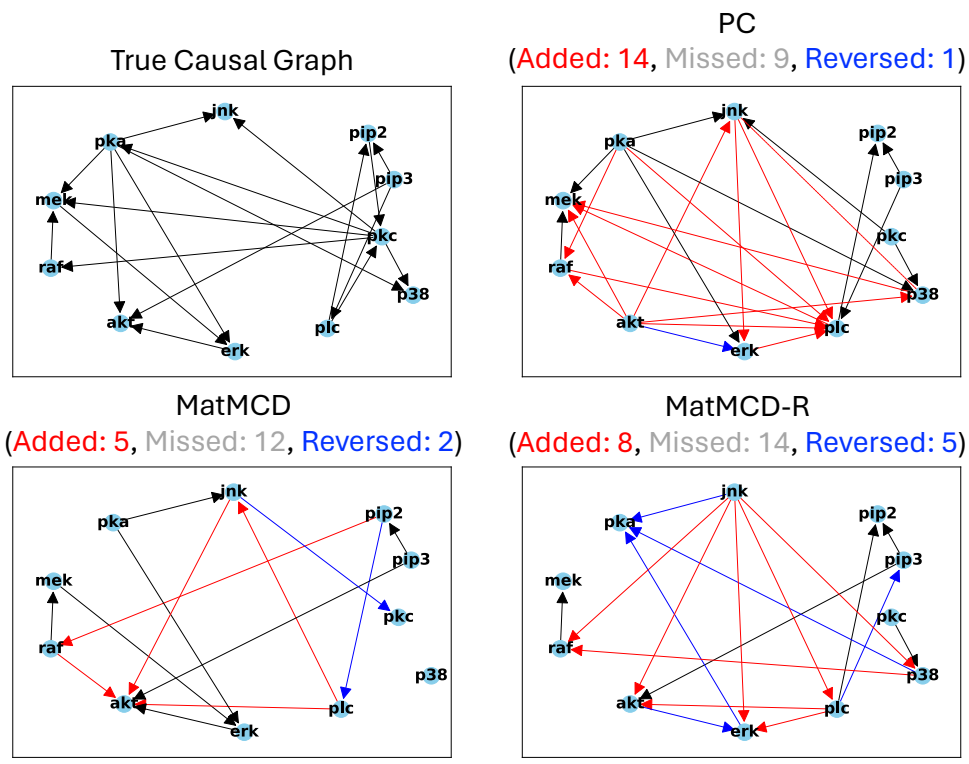 True Causal Graph
jnk
pka
pip2
pip3
mek
pkc
raf
p38
akt
plc
erk
PC
(Added: 14, Missed: 9, Reversed: 1)
jnk
pka
pip2
pip3
mek
pkc
raf
p38
akt
plc
erk
MatMCD
(Added: 5, Missed: 12, Reversed: 2)
jnk
pka
pip2
pip3
mek
pkc
raf
p38
akt
plc
erk
MatMCD-R
(Added: 8, Missed: 14, Reversed: 5)
jnk
pka
pip2
pip3
mek
pkc
raf
p38
akt
plc
erk